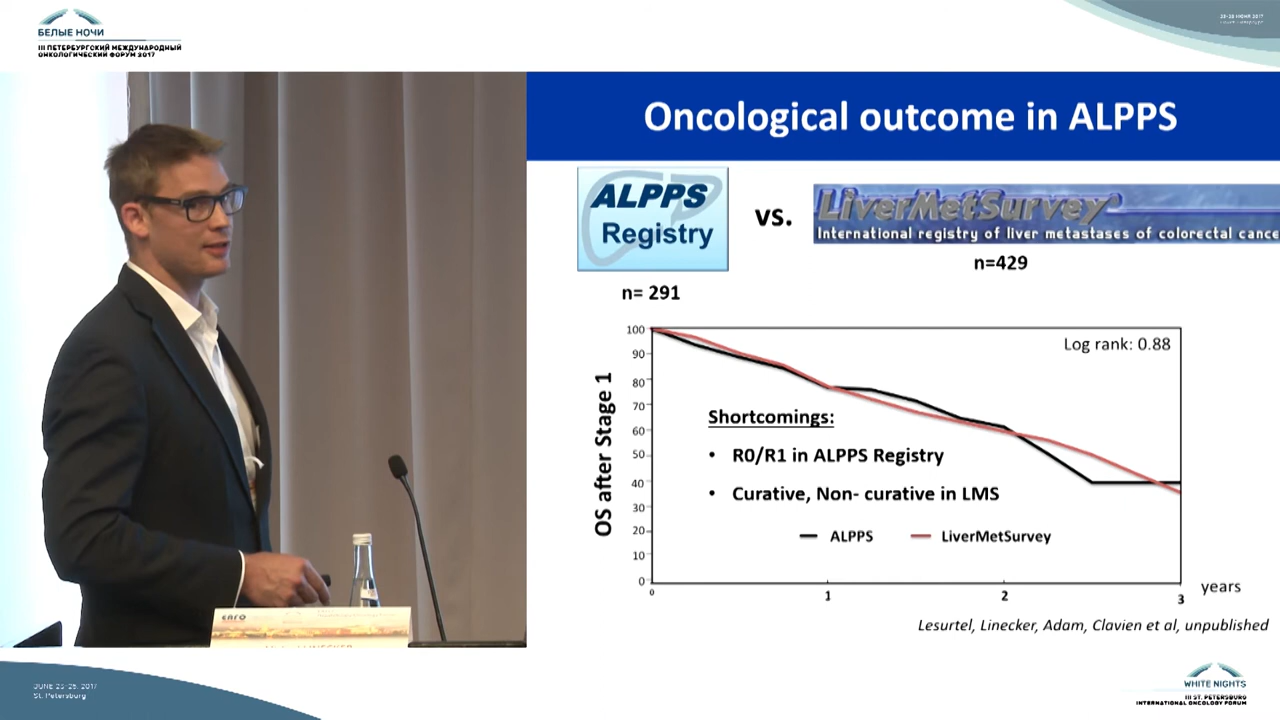 БЕЛЫЕ НОЧИ
III ПЕТЕРБУРГСКИЙ МЕЖДУНАРОДНЫЙ
ОНКОЛОГИЧЕСКИЙ ФОРУМ 2017
Oncological outcome in ALPPS
ALPPS
Registry
vs.
LiverMetSurvey
International registry of liver metastases of colorectal cance
n= 291
n=429
OS after Stage 1
100
90
80
70
60
50
40
30
20
10
0
Log rank: 0.88
Shortcomings:
• R0/R1 in ALPPS Registry
• Curative, Non- curative in LMS
ALPPS
LiverMetSurvey
0
1
2
3
years
Lesurtel, Linecker, Adam, Clavien et al, unpublished
JUNE 23-25, 2017
St. Petersburg
WHITE NIGHTS
III ST. PETERSBURG
INTERNATIONAL ONCOLOGY FORUM